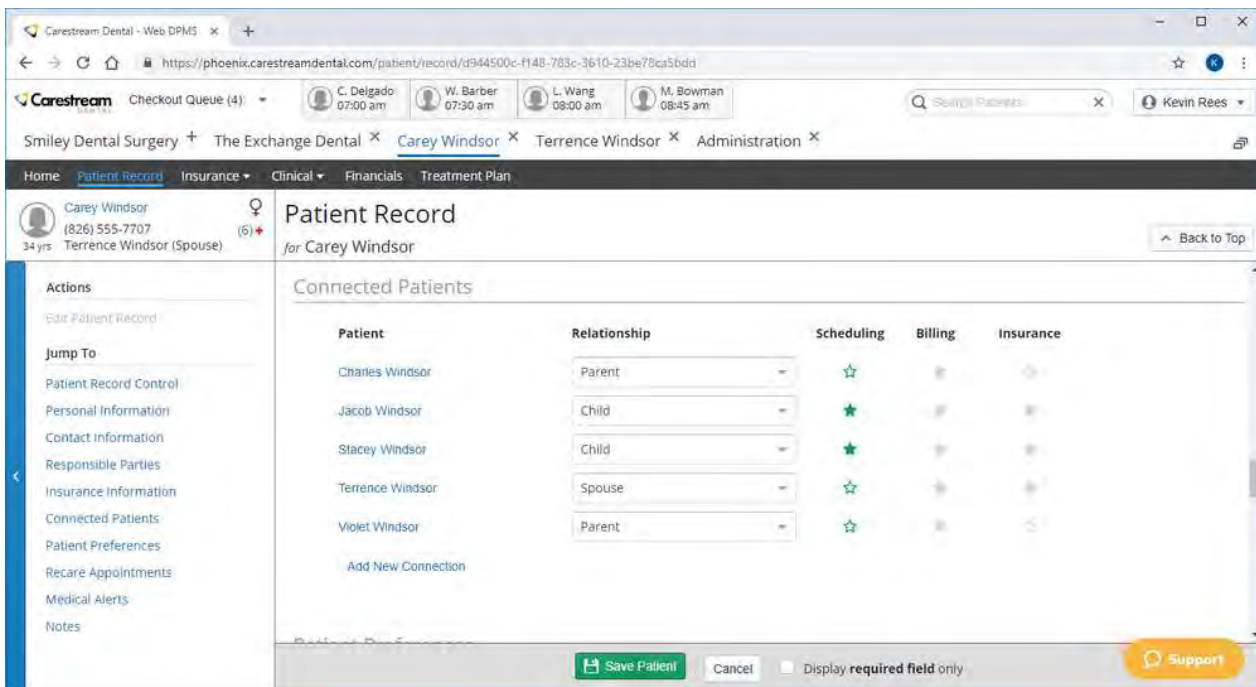 Carestream Dental - Web DPMS × +
https://phoenix.carestreamdental.com/patient/record/d944500c-f148-783c-3610-23be78ca5bdd K
Carestream DENTAL Checkout Queue (4) C. Delgado 07:00 am W. Barber 07:30 am L. Wang 08:00 am M. Bowman 08:45 am Search Patients × Kevin Rees
Smiley Dental Surgery + The Exchange Dental × Carey Windsor × Terrence Windsor × Administration ×
Home Patient Record Insurance Clinical Financials Treatment Plan
Carey Windsor
(826) 555-7707 (6)+
34 yrs Terrence Windsor (Spouse)
Patient Record
for Carey Windsor
Back to Top
Actions
Edit Patient Record
Jump To
Patient Record Control
Personal Information
Contact Information
Responsible Parties
Insurance Information
Connected Patients
Patient Preferences
Recare Appointments
Medical Alerts
Notes
Connected Patients
Patient Relationship Scheduling Billing Insurance
Charles Windsor Parent
Jacob Windsor Child
Stacey Windsor Child
Terrence Windsor Spouse
Violet Windsor Parent
Add New Connection
Patient Preferences
Save Patient Cancel Display required field only
Support